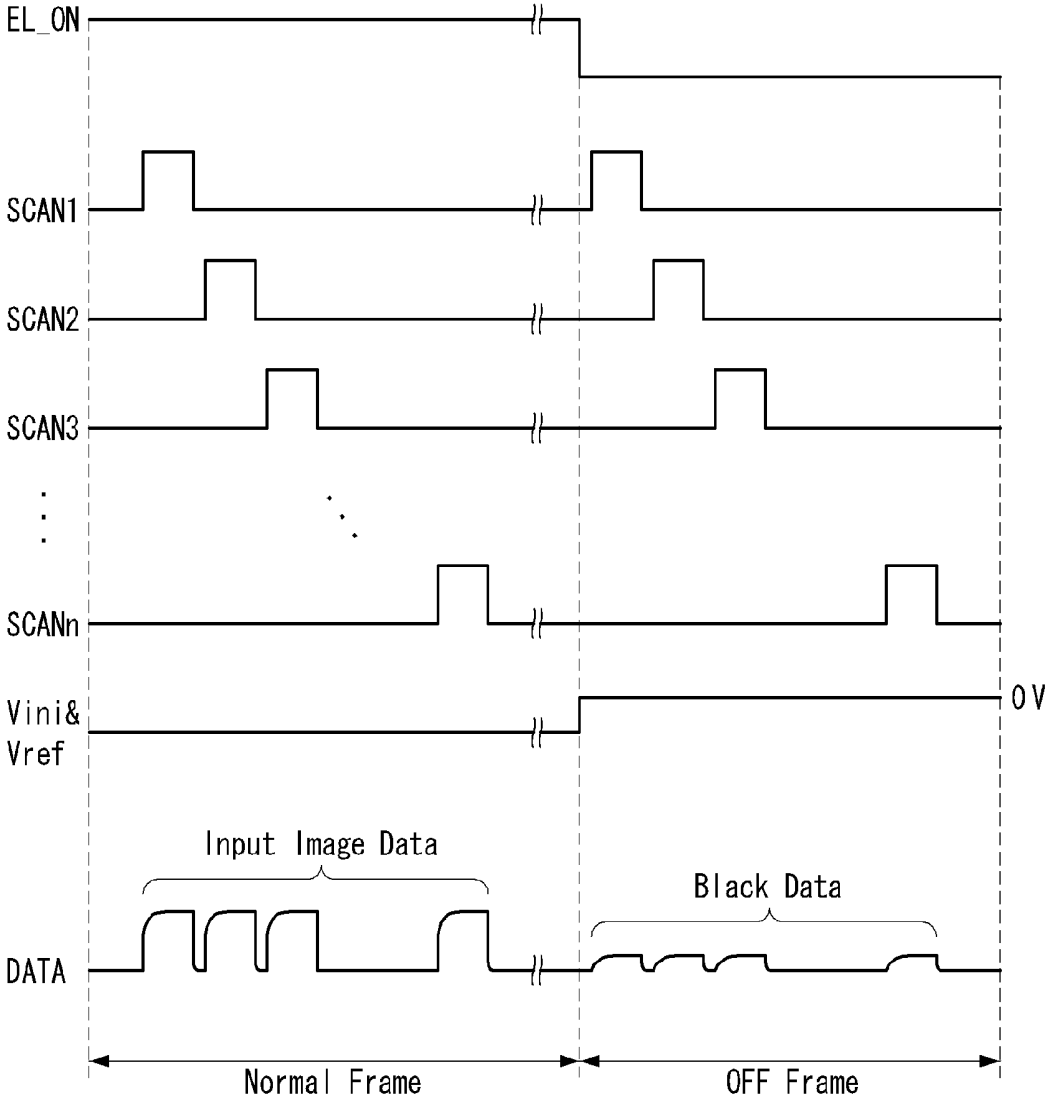 EL_ON
SCAN1
SCAN2
SCAN3
SCANn
Vini&
Vref
0V
Input Image Data
Black Data
DATA
Normal Frame
OFF Frame